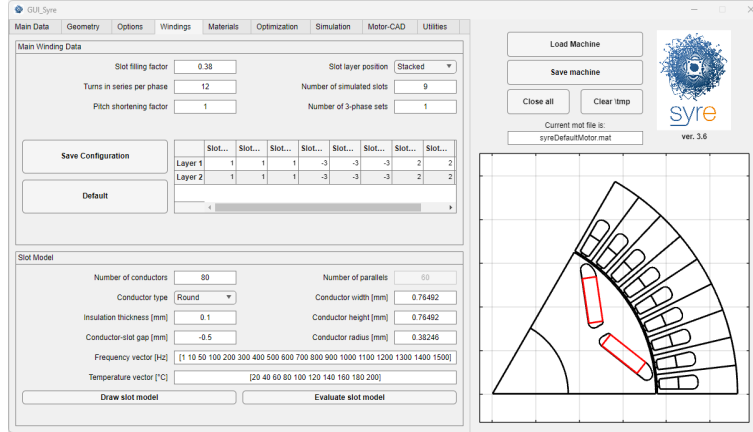 GUI_Syre
Main Data Geometry Options Windings Materials Optimization Simulation Motor-CAD Utilities
Main Winding Data
Slot filling factor 0.38 Slot layer position Stacked
Turns in series per phase 12 Number of simulated slots 9
Pitch shortening factor 1 Number of 3-phase sets 1
Save Configuration
Default
Slot... Slot... Slot... Slot... Slot... Slot... Slot... Slot...
Layer 1 1 1 1 -3 -3 -3 2 2
Layer 2 1 1 1 -3 -3 -3 2 2
Slot Model
Number of conductors 80 Number of parallels 60
Conductor type Round Conductor width [mm] 0.76492
Insulation thickness [mm] 0.1 Conductor height [mm] 0.76492
Conductor-slot gap [mm] -0.5 Conductor radius [mm] 0.38246
Frequency vector [Hz] [1 10 50 100 200 300 400 500 600 700 800 900 1000 1100 1200 1300 1400 1500]
Temperature vector [°C] [20 40 60 80 100 120 140 160 180 200]
Draw slot model Evaluate slot model
Load Machine
Save machine
Close all Clear \tmp
Current mot file is:
syreDefaultMotor.mat
syre
ver. 3.6